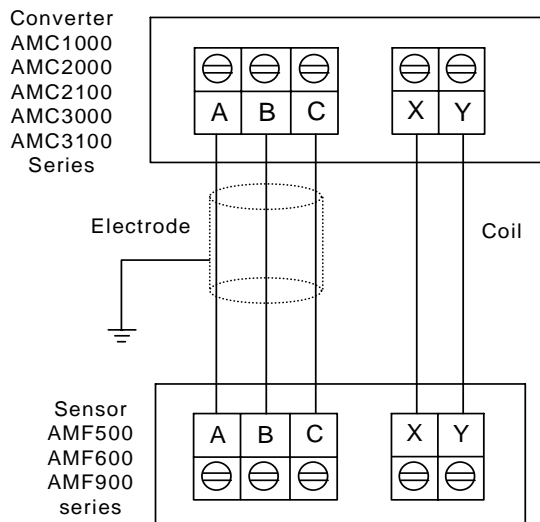 Converter
AMC1000
AMC2000
AMC2100
AMC3000
AMC3100
Series
A B C X Y
Electrode
Coil
Sensor
AMF500
AMF600
AMF900
series
A B C X Y